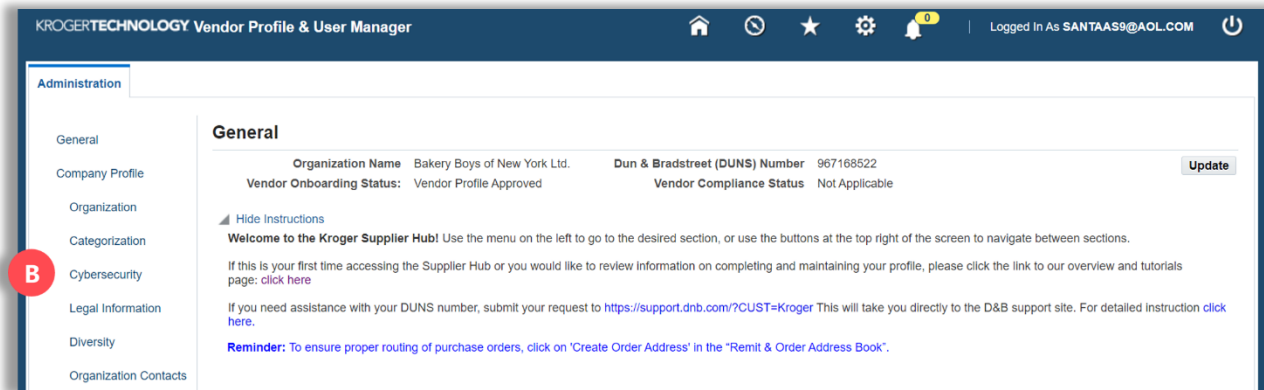 KROGERTECHNOLOGY. Vendor Profile & User Manager
0
Logged In As SANTAAS9@AOL.COM
Administration
General
Company Profile
Organization
Categorization
B
Cybersecurity
Legal Information
Diversity
Organization Contacts
General
Organization Name Bakery Boys of New York Ltd. Dun & Bradstreet (DUNS) Number 967168522
Update
Vendor Onboarding Status: Vendor Profile Approved Vendor Compliance Status Not Applicable
Hide Instructions
Welcome to the Kroger Supplier Hub! Use the menu on the left to go to the desired section, or use the buttons at the top right of the screen to navigate between sections.
If this is your first time accessing the Supplier Hub or you would like to review information on completing and maintaining your profile, please click the link to our overview and tutorials
page: click here
If you need assistance with your DUNS number, submit your request to https://support.dnb.com/?CUST=Kroger This will take you directly to the D&B support site. For detailed instruction click
here.
Reminder: To ensure proper routing of purchase orders, click on 'Create Order Address' in the "Remit & Order Address Book".